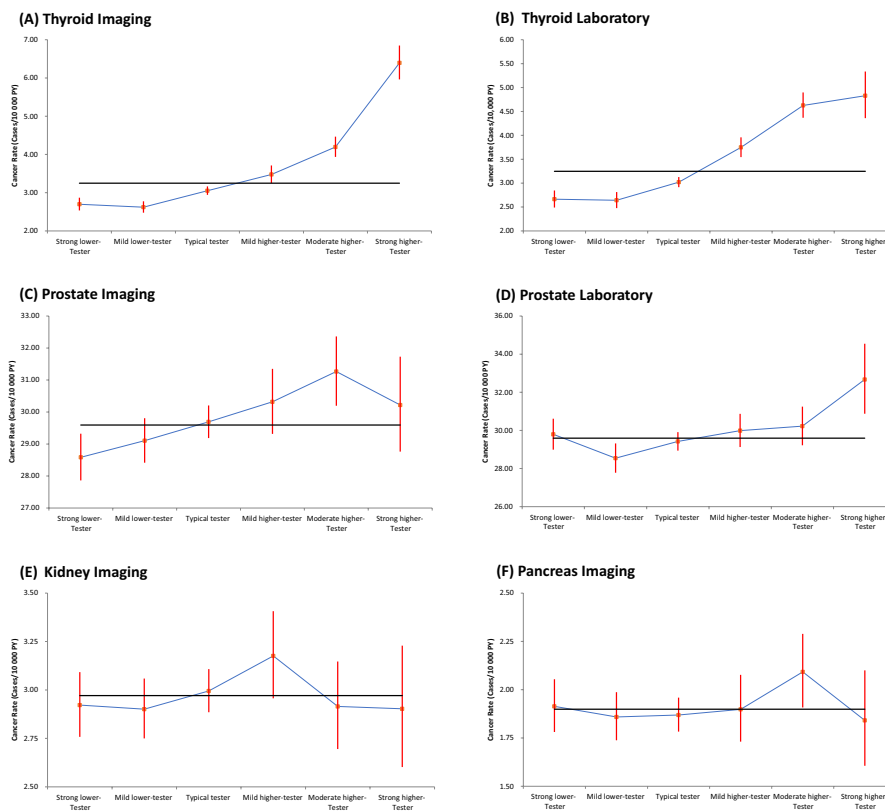 (A) Thyroid Imaging
Cancer Rate (Cases/10 000 PY)
7.00
6.00
5.00
4.00
3.00
2.00
Strong lower-
Tester
Mild lower-tester
Typical tester
Mild higher-tester
Moderate higher-
Tester
Strong higher-
Tester
(B) Thyroid Laboratory
Cancer Rate (Cases/10,000 PY)
6.00
5.50
5.00
4.50
4.00
3.50
3.00
2.50
2.00
Strong lower-
Tester
Mild lower-tester
Typical tester
Mild higher-tester
Moderate higher-
Tester
Strong higher-
Tester
(C) Prostate Imaging
Cancer Rate (Cases/10 000 PY)
33.00
32.00
31.00
30.00
29.00
28.00
27.00
Strong lower-
Tester
Mild lower-tester
Typical tester
Mild higher-tester
Moderate higher-
Tester
Strong higher-
Tester
(D) Prostate Laboratory
Cancer Rate (Cases/10 000 PY)
36.00
34.00
32.00
30.00
28.00
26.00
Strong lower-
Tester
Mild lower-tester
Typical tester
Mild higher-tester
Moderate higher-
Tester
Strong higher-
Tester
(E) Kidney Imaging
Cancer Rate (Cases/10 000 PY)
3.50
3.25
3.00
2.75
2.50
Strong lower-
Tester
Mild lower-tester
Typical tester
Mild higher-tester
Moderate higher-
Tester
Strong higher-
Tester
(F) Pancreas Imaging
Cancer Rate (Cases/10 000 PY)
2.50
2.25
2.00
1.75
1.50
Strong lower-
Tester
Mild lower-tester
Typical tester
Mild higher-tester
Moderate higher-
Tester
Strong higher-
Tester